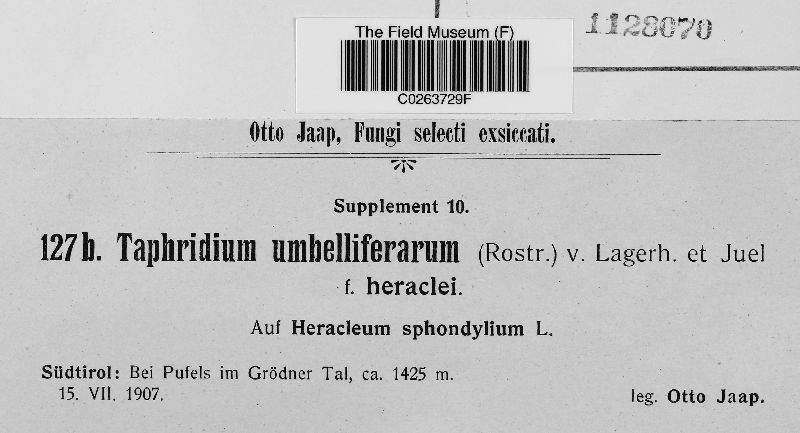 The Field Museum (F)
1128070
C0263729F
Otto Jaap, Fungi selecti exsiccati.
Supplement 10.
127b. Taphridium umbelliferarum (Rostr.) v. Lagerh. et Juel
f. heraclei.
Auf Heracleum sphondylium L.
Südtirol: Bei Pufels im Grödner Tal, ca. 1425 m.
15. VII. 1907.
leg. Otto Jaap.